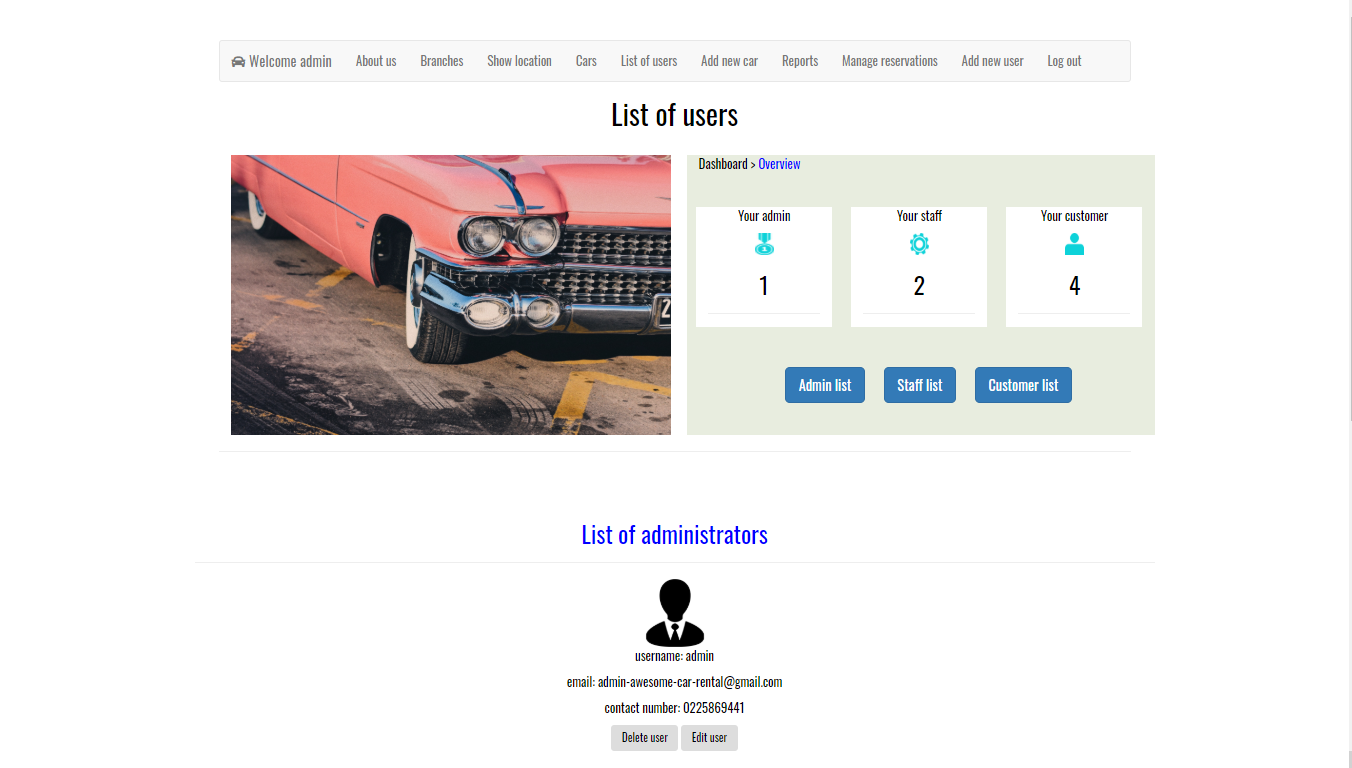 Welcome admin About us Branches Show location Cars List of users Add new car Reports Manage reservations Add new user Log out
List of users
Dashboard > Overview
Your admin Your staff Your customer
1 2 4
Admin list Staff list Customer list
List of administrators
username: admin
email: admin-awesome-car-rental@gmail.com
contact number: 0225869441
Delete user Edit user